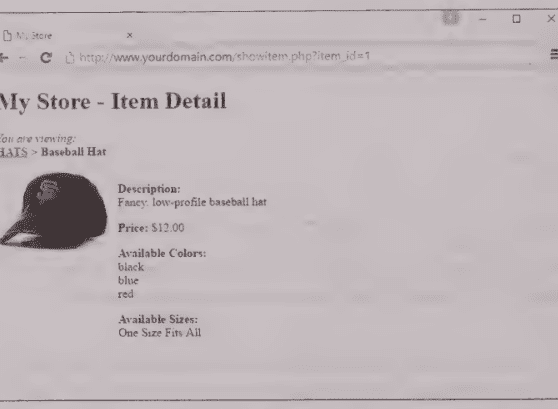 My Store
http://www.yourdomain.com/showitem.php?item_id=1
My Store - Item Detail
You are viewing:
HATS > Baseball Hat
Description:
Fancy, low-profile baseball hat
Price: $12.00
Available Colors:
black
blue
red
Available Sizes:
One Size Fits All